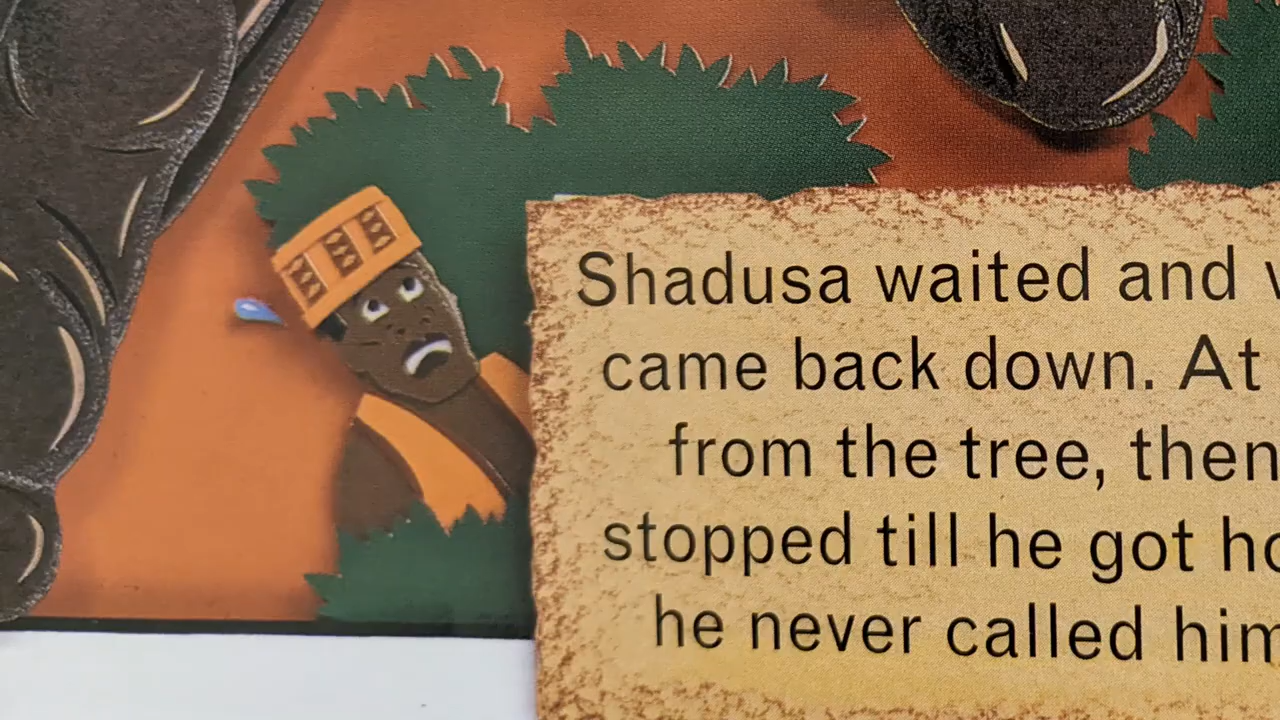 Shadusa waited and
came back down. At
from the tree, then
stopped till he got
he never called him